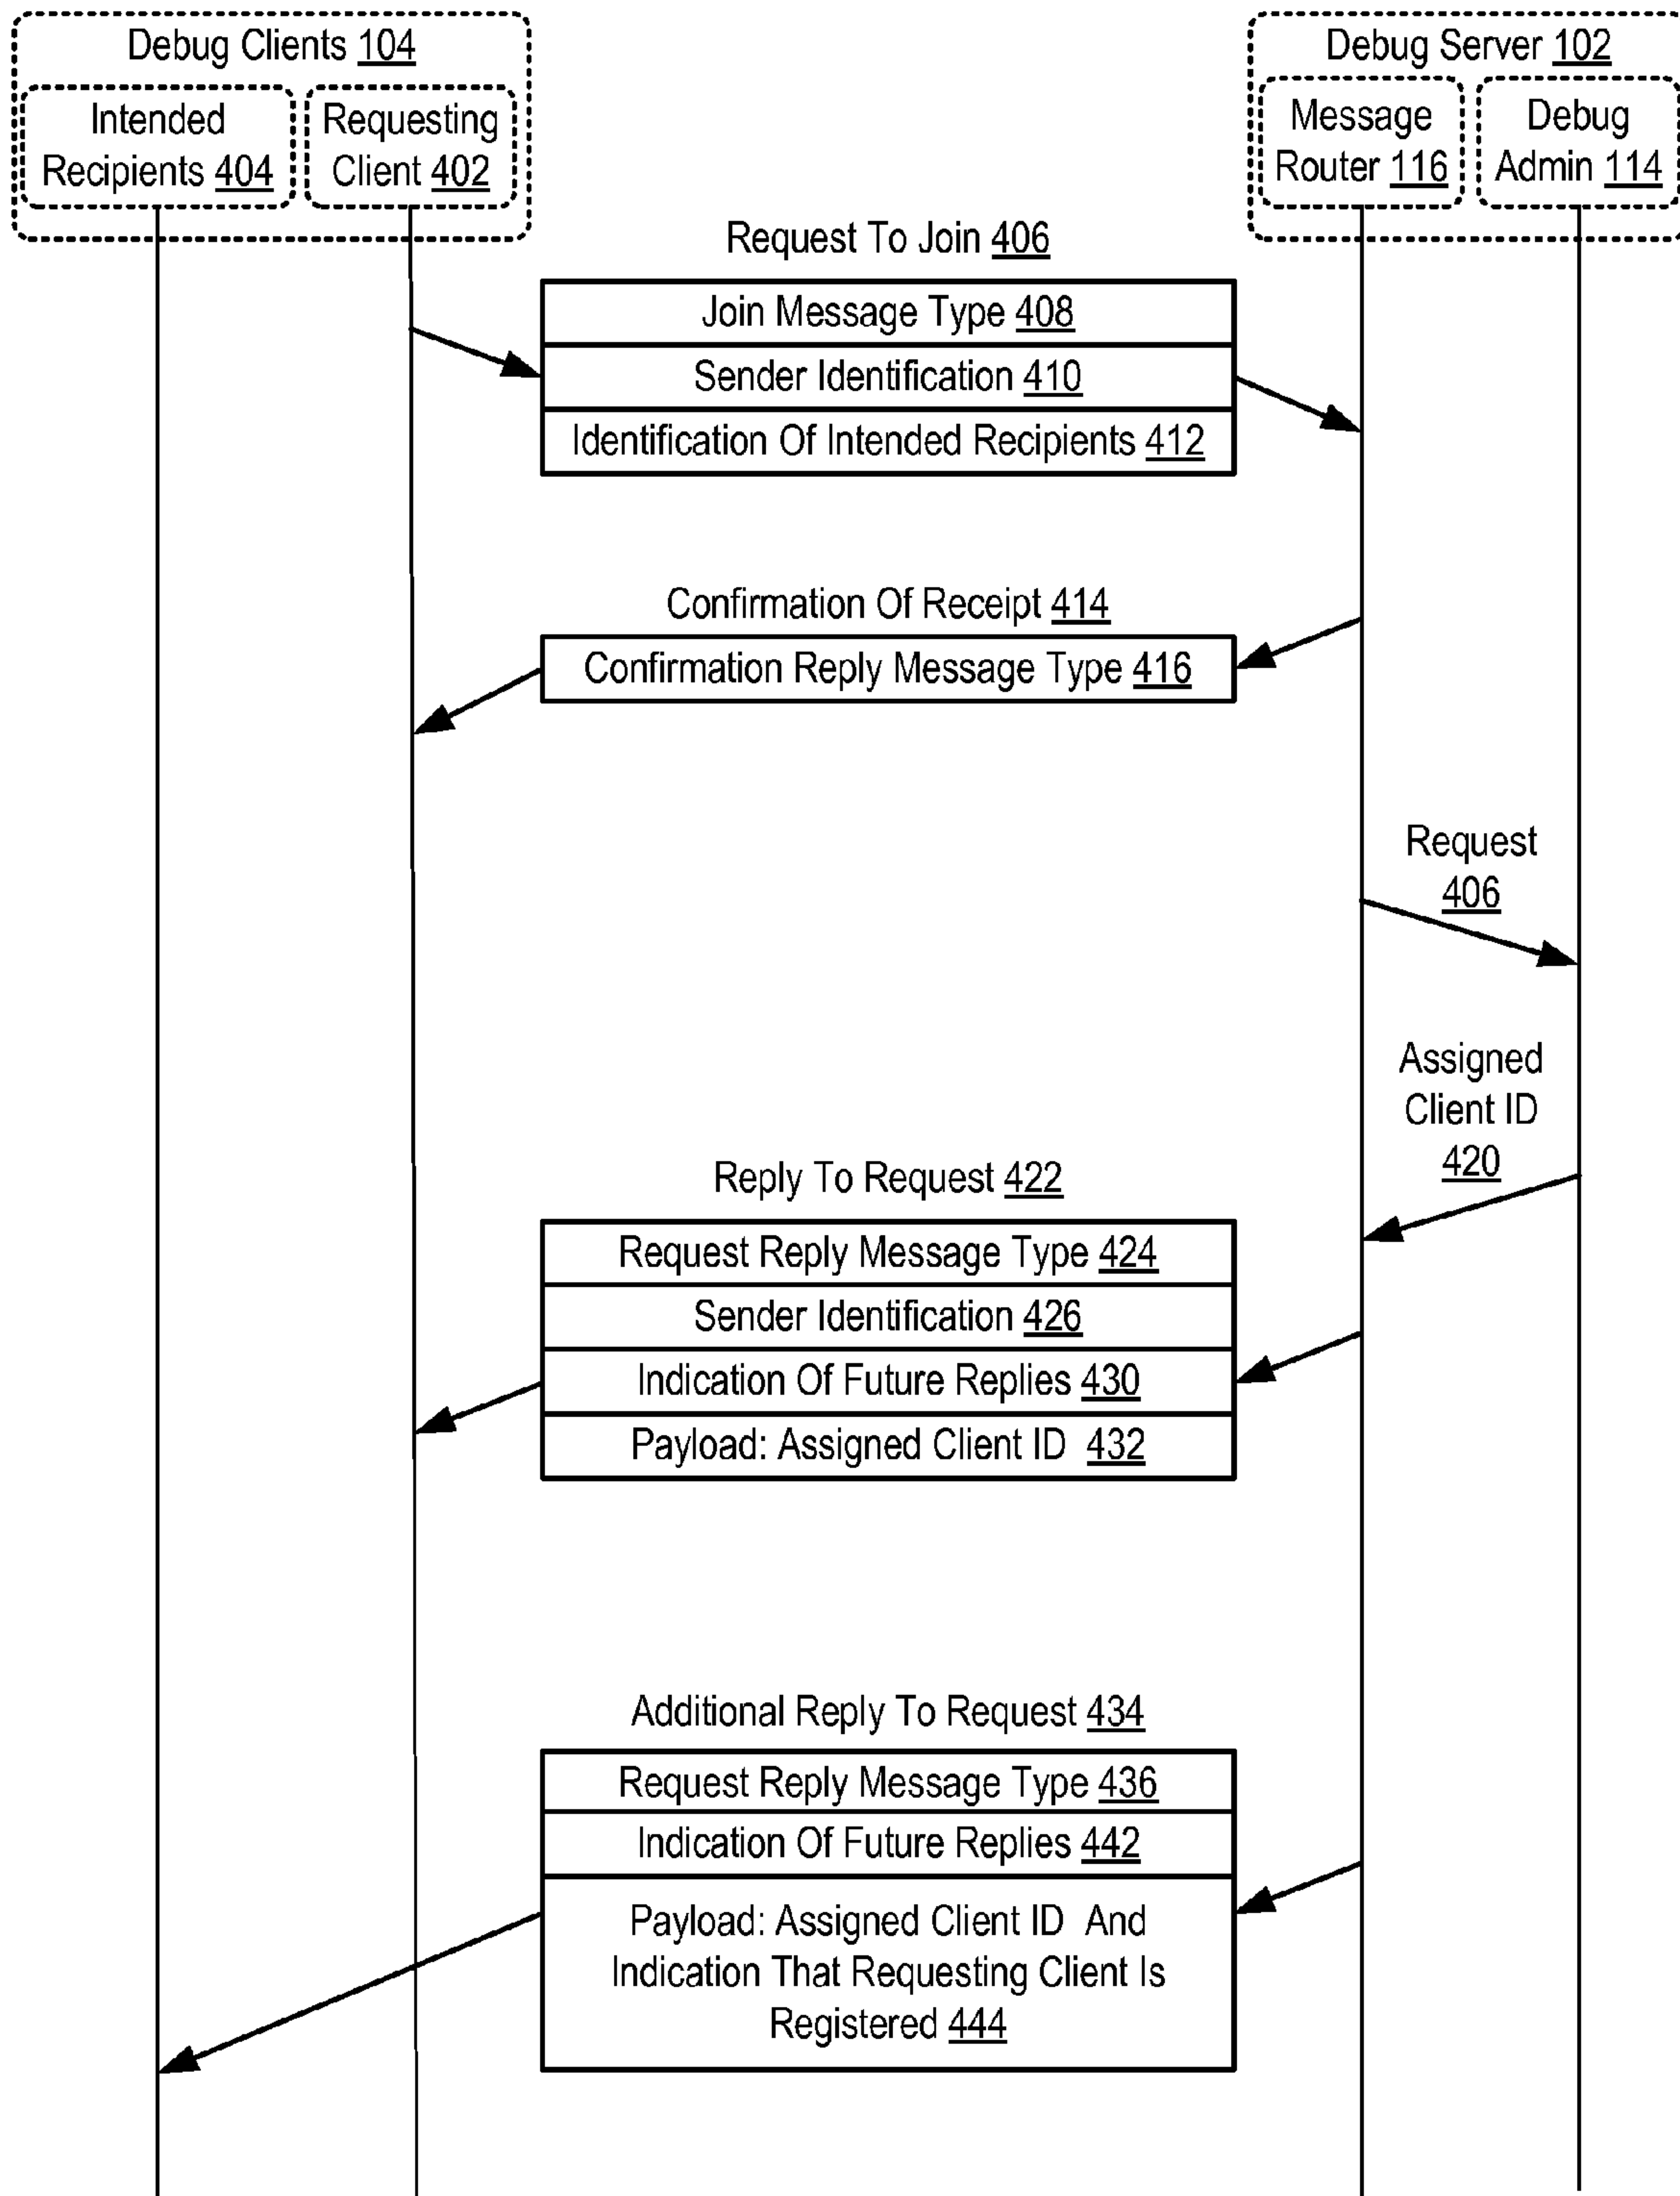 Debug Clients 104
Intended
Recipients 404
Requesting
Client 402
Debug Server 102
Message
Router 116
Debug
Admin 114
Request To Join 406
Join Message Type 408
Sender Identification 410
Identification Of Intended Recipients 412
Confirmation Of Receipt 414
Confirmation Reply Message Type 416
Request
406
Assigned
Client ID
420
Reply To Request 422
Request Reply Message Type 424
Sender Identification 426
Indication Of Future Replies 430
Payload: Assigned Client ID 432
Additional Reply To Request 434
Request Reply Message Type 436
Indication Of Future Replies 442
Payload: Assigned Client ID And
Indication That Requesting Client Is
Registered 444